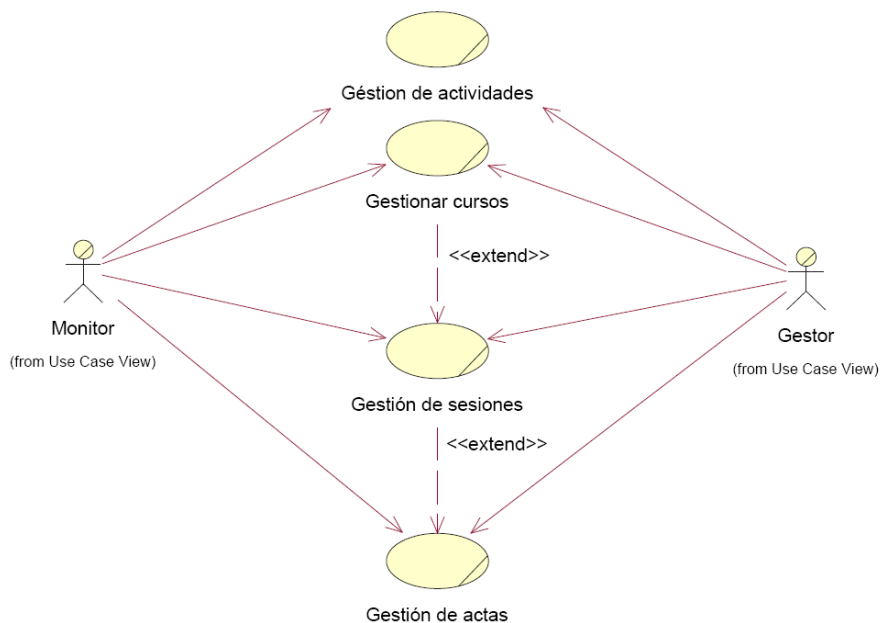 Géstion de actividades
Gestionar cursos
<<extend>>
Monitor
(from Use Case View)
Gestor
(from Use Case View)
Gestión de sesiones
<<extend>>
Gestión de actas